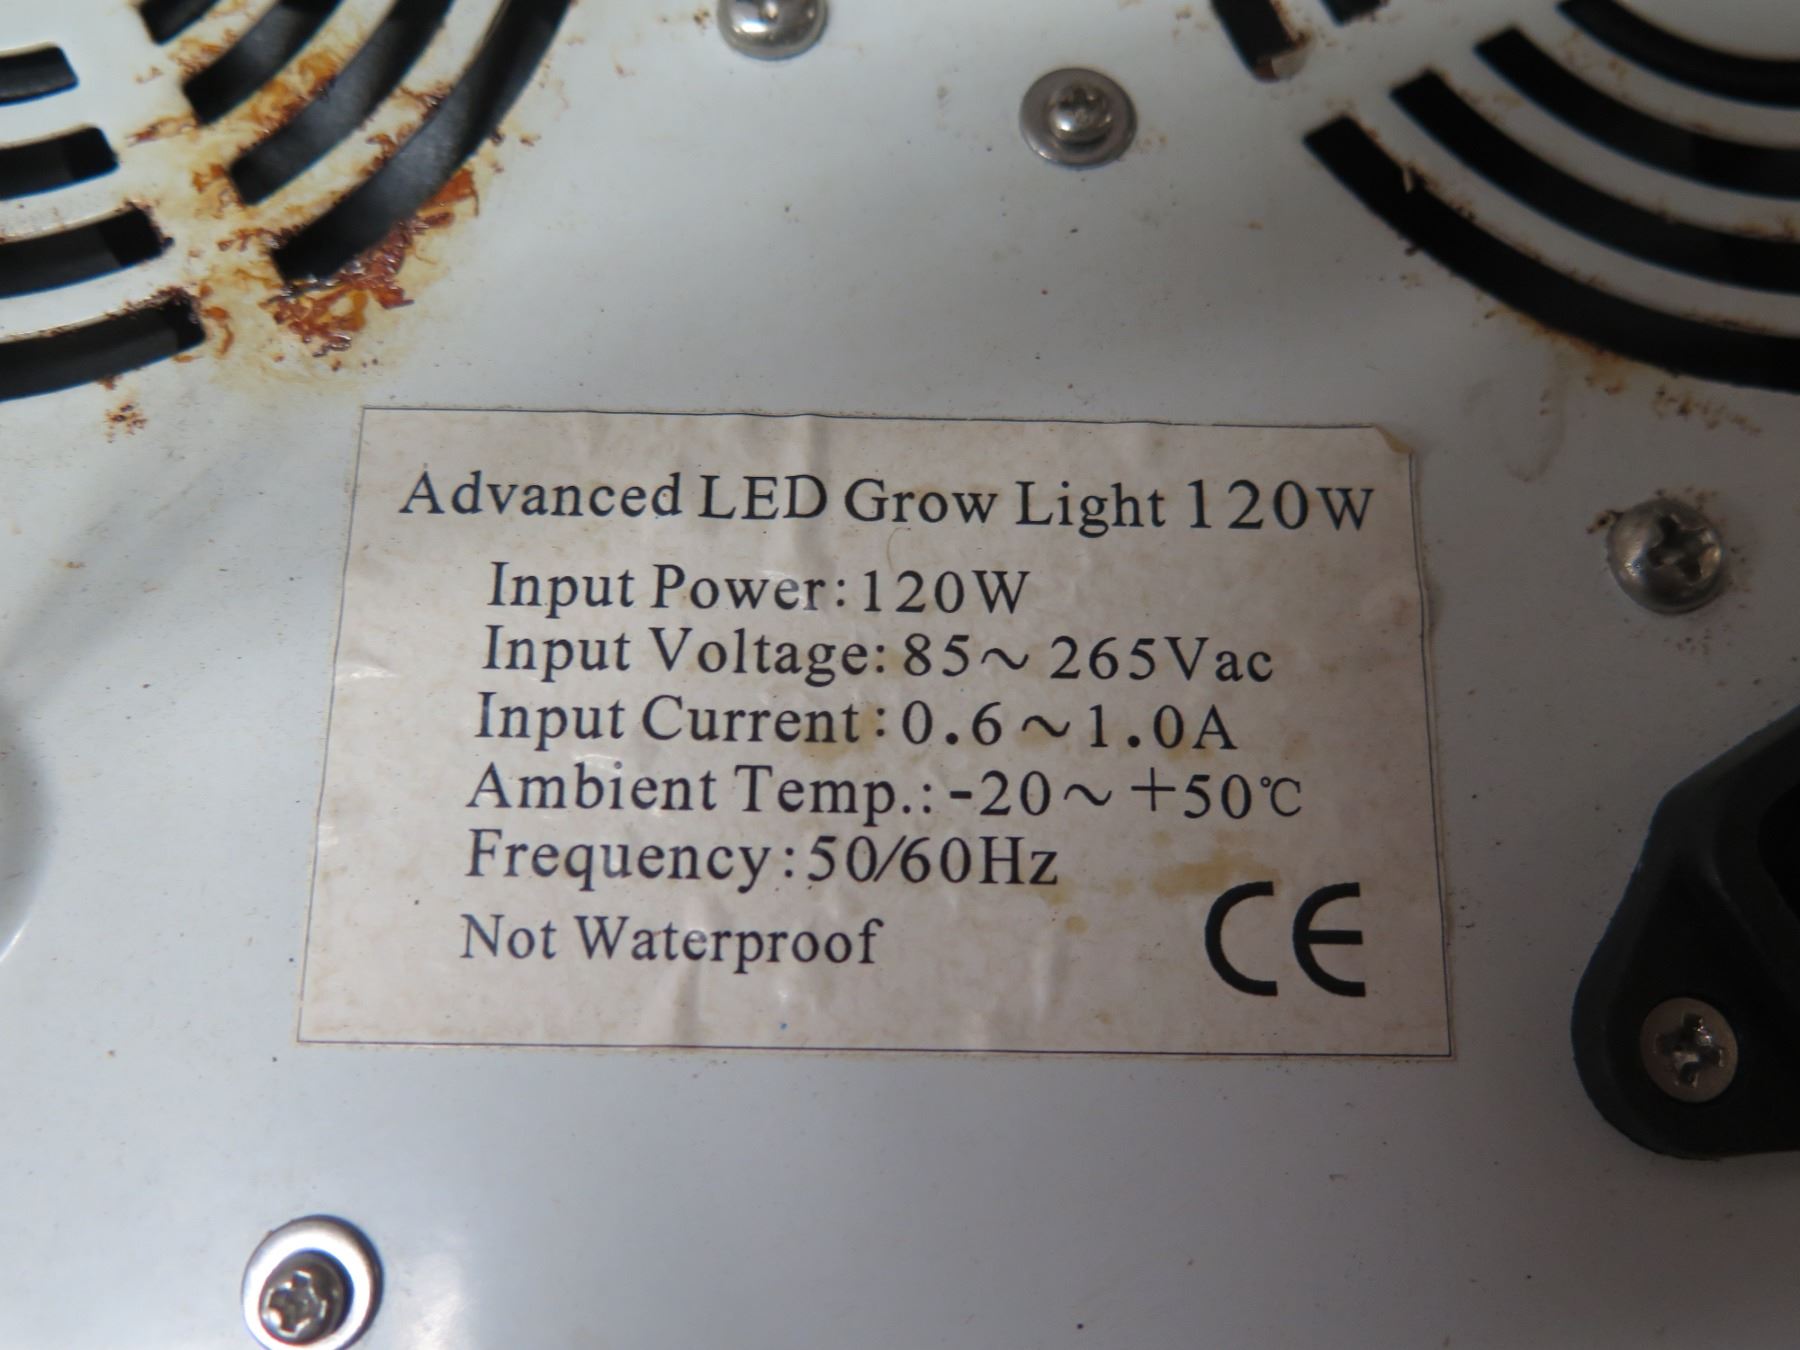 Advanced LED Grow Light 120W
Input Power:120W
Input Voltage:85～265Vac
Input Current:0.6～1.0A
Ambient Temp.:-20～+50℃
Frequency:50/60Hz
Not Waterproof
CE